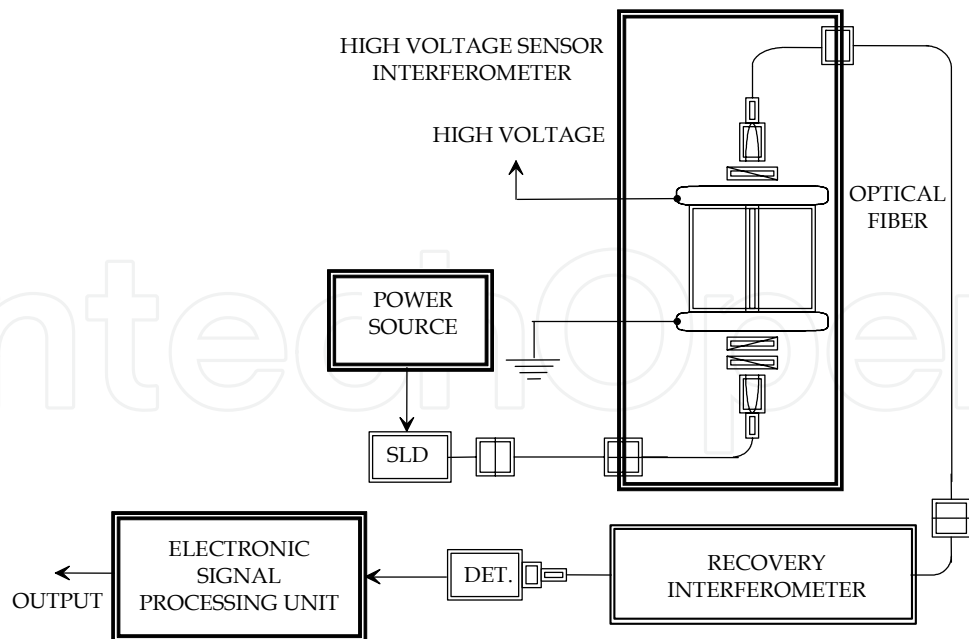 HIGH VOLTAGE SENSOR
INTERFEROMETER
HIGH VOLTAGE
OPTICAL
FIBER
POWER
SOURCE
SLD
ELECTRONIC
SIGNAL
PROCESSING UNIT
OUTPUT
DET.
RECOVERY
INTERFEROMETER